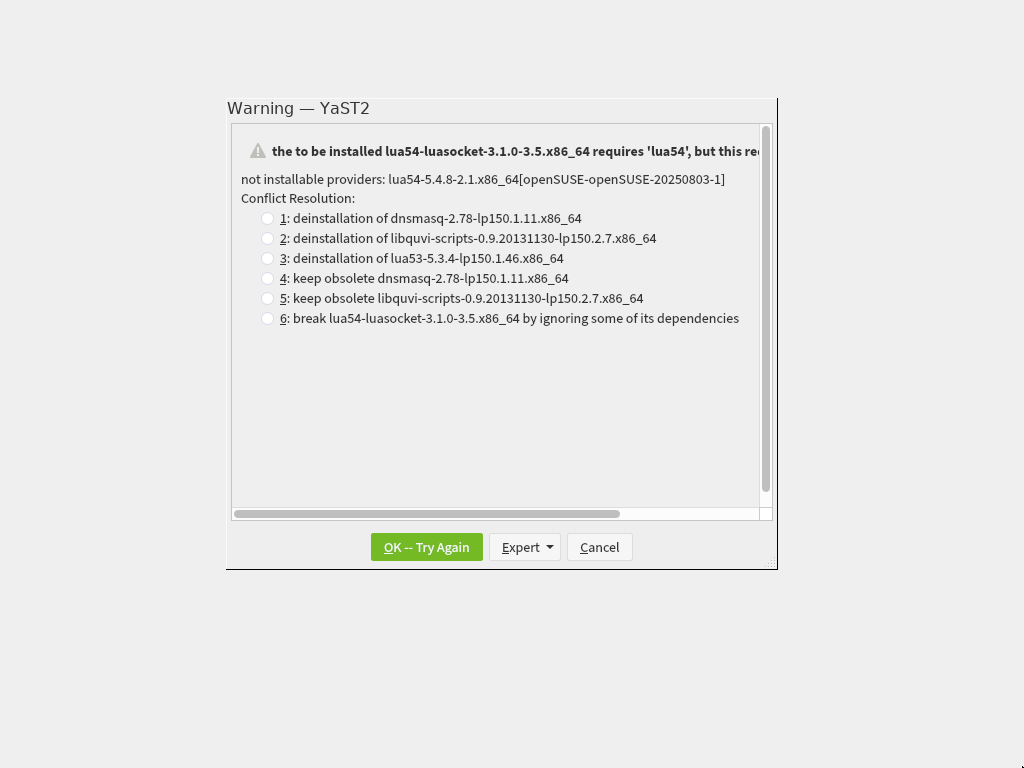 Warning — YaST2
the to be installed lua54-luasocket-3.1.0-3.5.x86_64 requires 'lua54', but this
not installable providers: lua54-5.4.8-2.1.x86_64[openSUSE-openSUSE-20250803-1]
Conflict Resolution:
1: deinstallation of dnsmasq-2.78-lp150.1.11.x86_64
2: deinstallation of libquvi-scripts-0.9.20131130-lp150.2.7.x86_64
3: deinstallation of lua53-5.3.4-lp150.1.46.x86_64
4: keep obsolete dnsmasq-2.78-lp150.1.11.x86_64
5: keep obsolete libquvi-scripts-0.9.20131130-lp150.2.7.x86_64
6: break lua54-luasocket-3.1.0-3.5.x86_64 by ignoring some of its dependencies
OK -- Try Again
Expert
Cancel